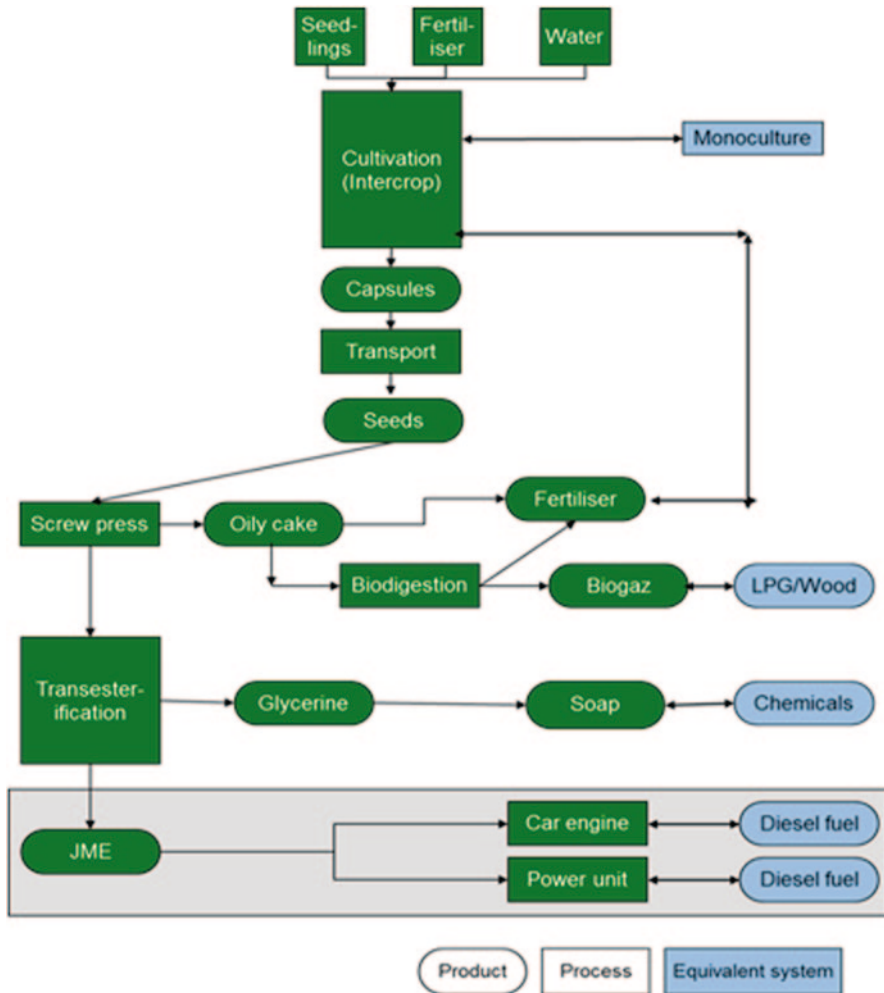 Seed-
lings
Fertil-
iser
Water
Cultivation
(Intercrop)
Monoculture
Capsules
Transport
Seeds
Screw press
Oily cake
Fertiliser
Biodigestion
Biogaz
LPG/Wood
Transester-
ification
Glycerine
Soap
Chemicals
JME
Car engine
Diesel fuel
Power unit
Diesel fuel
Product
Process
Equivalent system